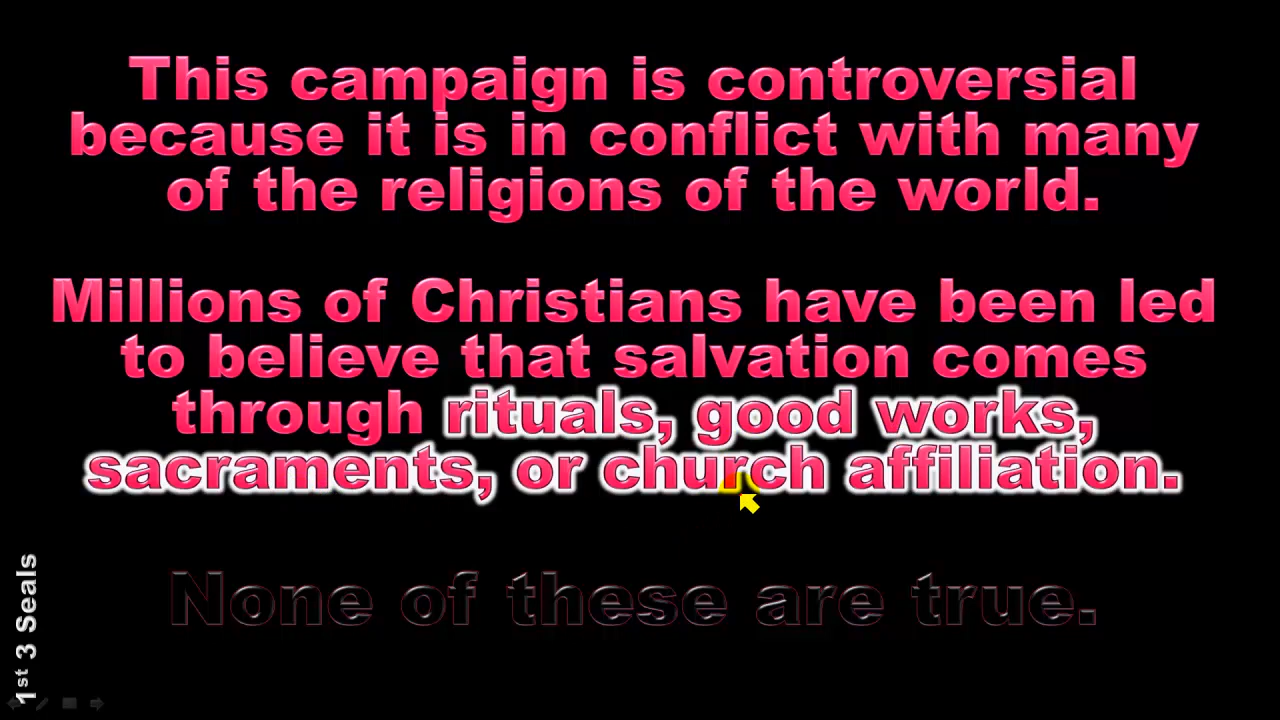 This campaign is controversial
because it is in conflict with many
of the religions of the world.
Millions of Christians have been led
to believe that salvation comes
through rituals, good works,
sacraments, or church affiliation.
None of these are true.
1st 3 Seals